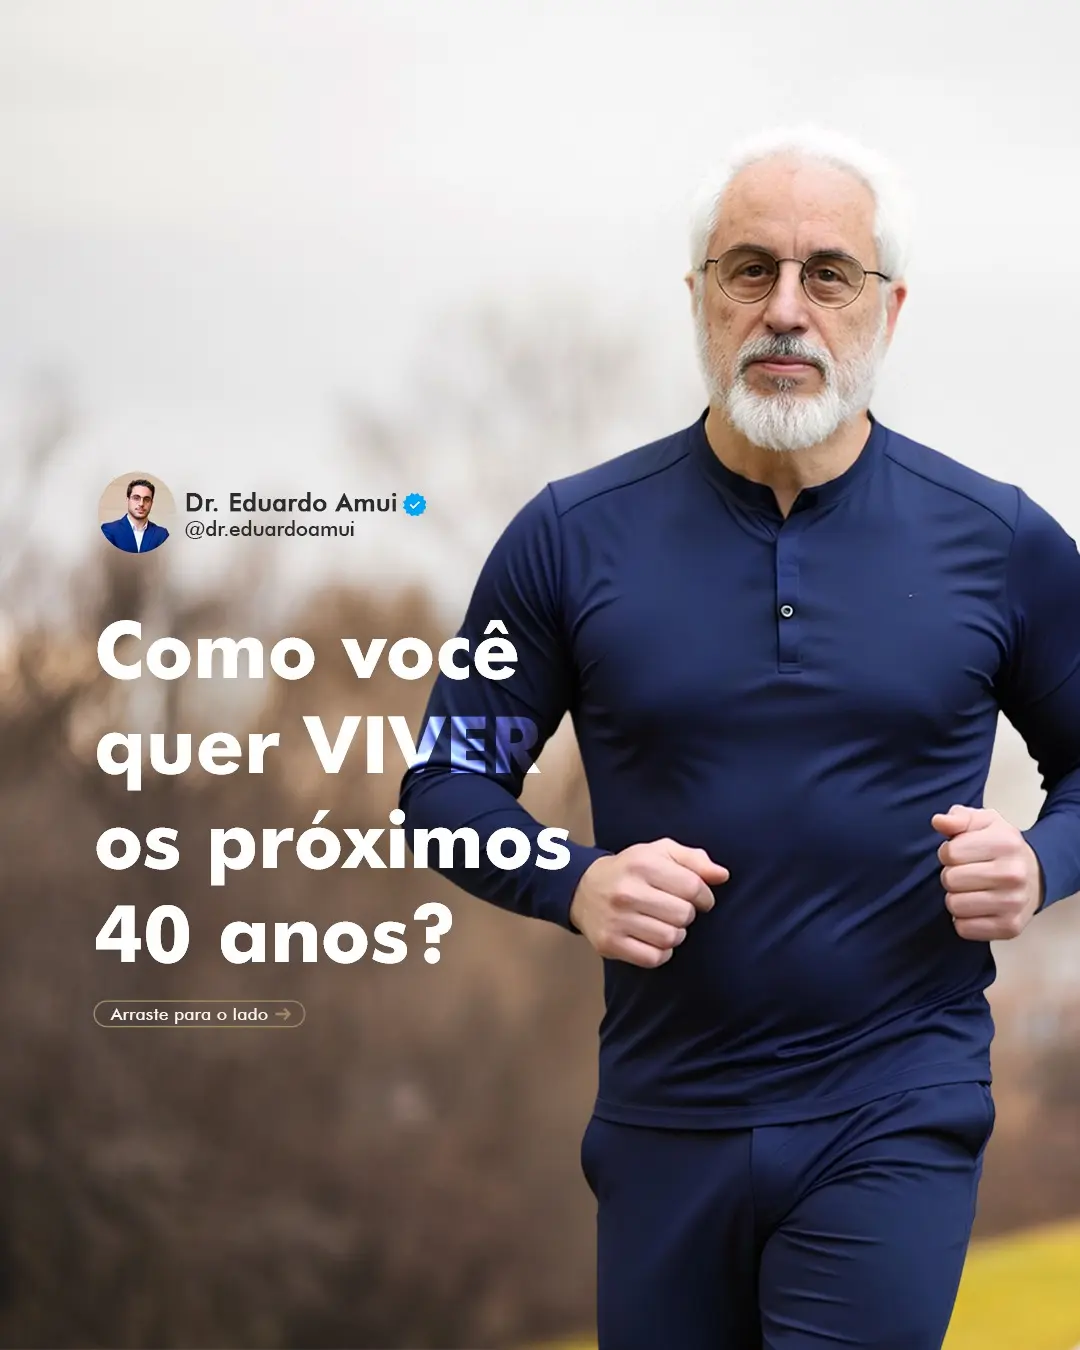 Dr. Eduardo Amui
@dr.eduardoamui
Como você
quer VIVER
os próximos
40 anos?
Arraste para o lado →